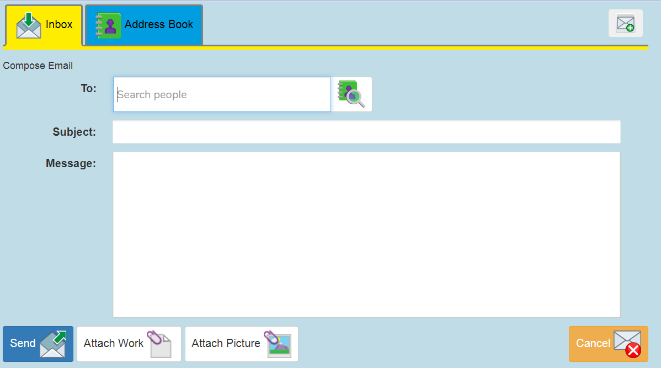 Inbox
Address Book
Compose Email
To:
Search people
Subject:
Message:
Send
Attach Work
Attach Picture
Cancel